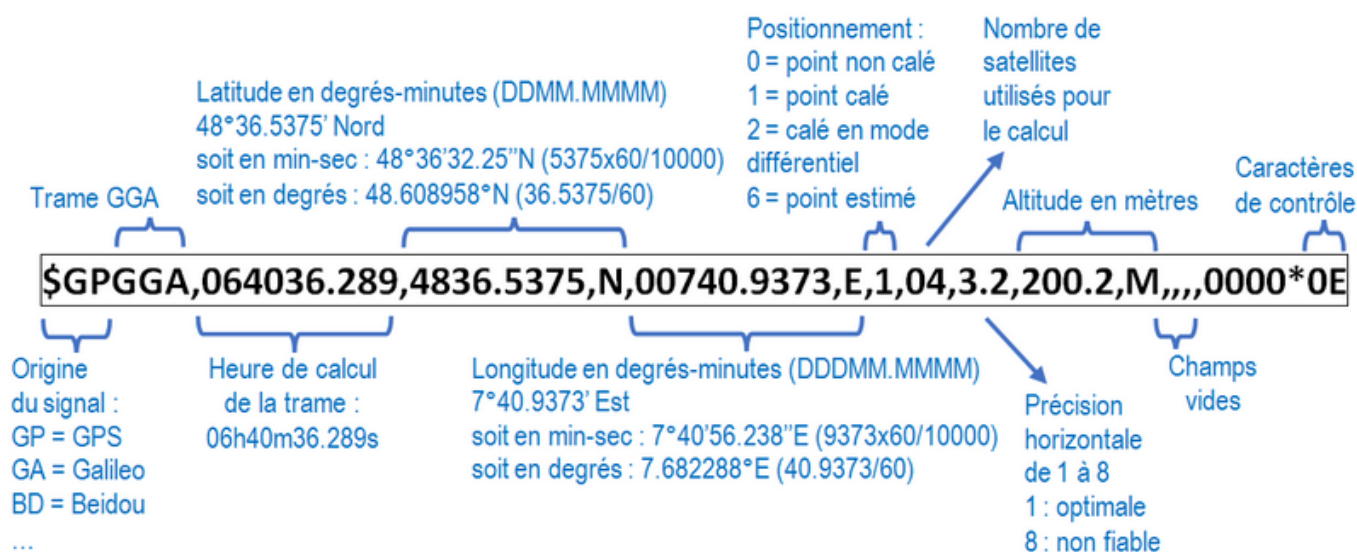 Positionnement :
0 = point non calé
1 = point calé
2 = calé en mode
différentiel
6 = point estimé
Nombre de
satellites
utilisés pour
le calcul
Latitude en degrés-minutes (DDMM.MMMM)
48°36.5375' Nord
soit en min-sec : 48°36'32.25’’N (5375x60/10000)
soit en degrés : 48.608958°N (36.5375/60)
Trame GGA
Altitude en mètres
Caractères
de contrôle
$GPGGA,064036.289,4836.5375,N,00740.9373,E,1,04,3.2,200.2,M,,,,0000*0E
Origine
du signal :
GP = GPS
GA = Galileo
BD = Beidou
...
Heure de calcul
de la trame :
06h40m36.289s
Longitude en degrés-minutes (DDDMM.MMMM)
7°40.9373' Est
soit en min-sec : 7°40'56.238’’E (9373x60/10000)
soit en degrés : 7.682288°E (40.9373/60)
Précision
horizontale
de 1 à 8
1 : optimale
8 : non fiable
Champs
vides